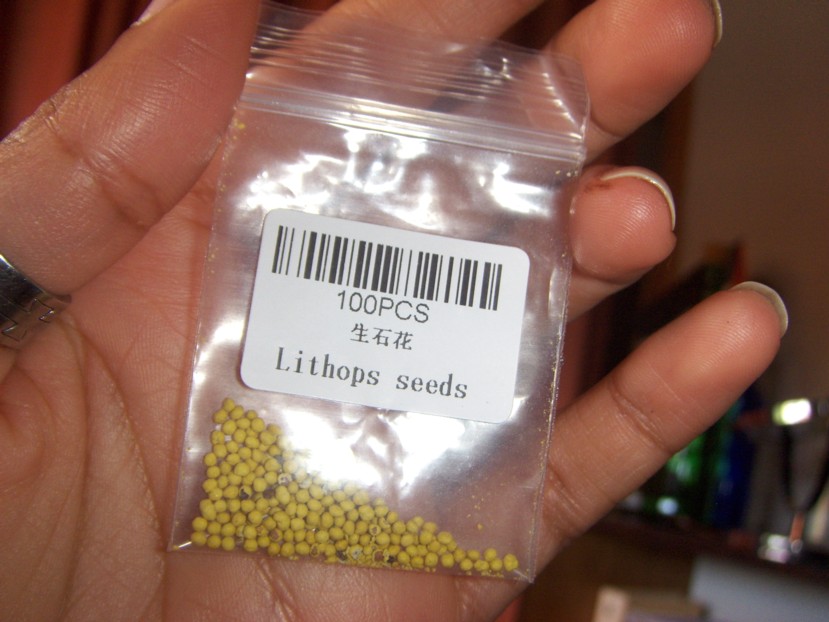 100PCS
生石花
Lithops seeds